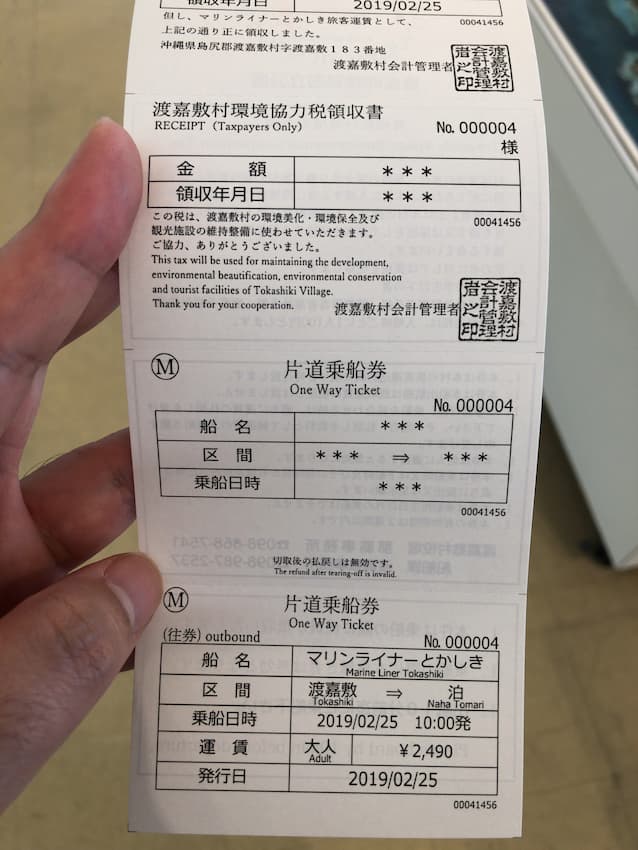 領収年月日 2019/02/25
但し、マリンライナーとかしき旅客運賃として、
00041456
上記の通り正に領収しました。
沖縄県島尻郡渡嘉敷村字渡嘉敷183番地
渡嘉敷村会計管理者
渡嘉敷村会計管理者之印
渡嘉敷村環境協力税領収書
RECEIPT (Taxpayers Only)
No. 000004
様
金額 ***
領収年月日 ***
この税は、渡嘉敷村の環境美化・環境保全及び
00041456
観光施設の維持整備に使わせていただきます。
ご協力、ありがとうございました。
This tax will be used for maintaining the development,
environmental beautification, environmental conservation
and tourist facilities of Tokashiki Village.
Thank you for your cooperation.
渡嘉敷村会計管理者
渡嘉敷村会計管理者之印
M 片道乗船券
One Way Ticket
No. 000004
船名 ***
区間 *** ⇒ ***
乗船日時 ***
00041456
切取後の払戻しは無効です。
The refund after tearing-off is invalid.
M 片道乗船券
One Way Ticket
(往券) outbound
No. 000004
船名 マリンライナーとかしき
Marine Liner Tokashiki
区間 渡嘉敷 ⇒ 泊
Tokashiki Naha Tomari
乗船日時 2019/02/25 10:00発
運賃 大人 ¥2,490
Adult
発行日 2019/02/25
00041456